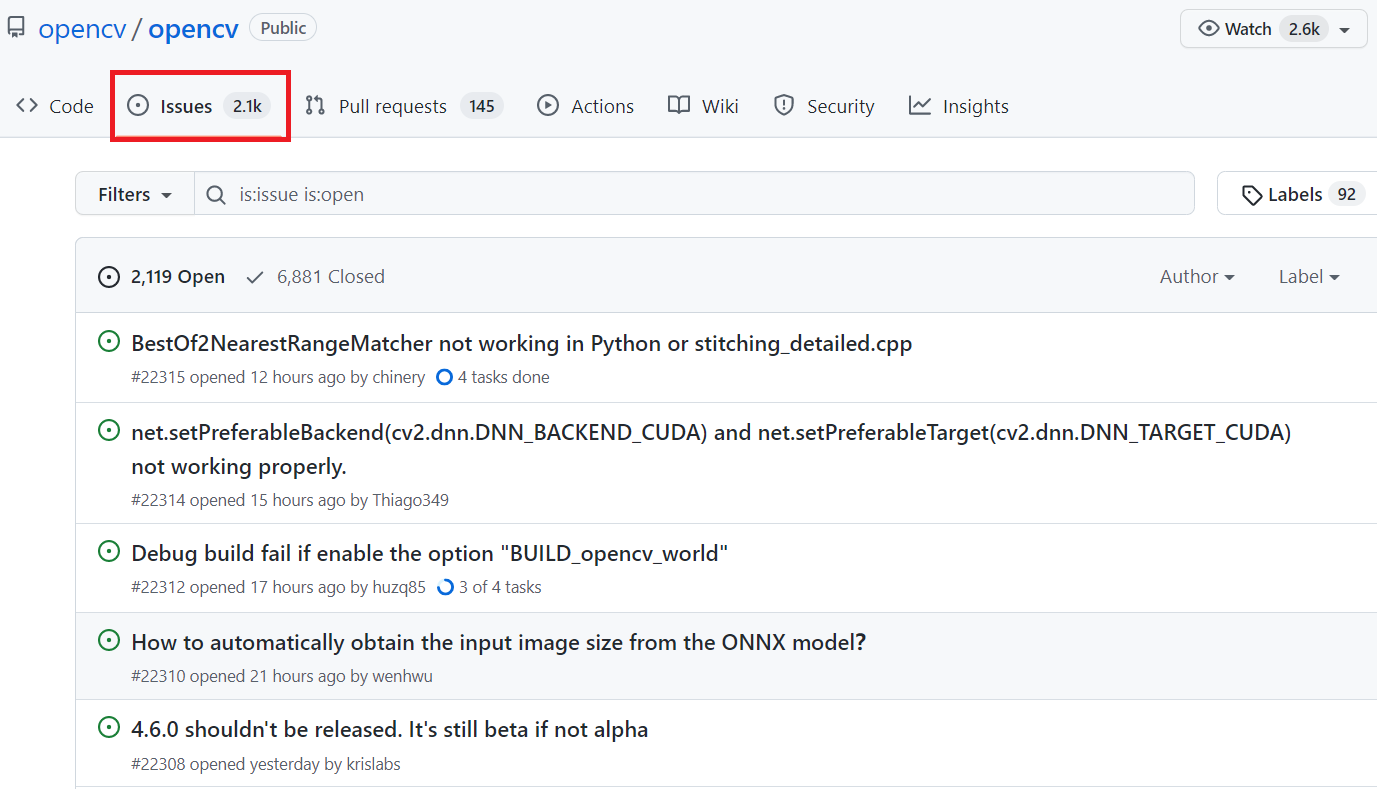 opencv / opencv Public Watch 2.6k
Code Issues 2.1k Pull requests 145 Actions Wiki Security Insights
Filters is:issue is:open Labels 92
2,119 Open 6,881 Closed Author Label
BestOf2NearestRangeMatcher not working in Python or stitching_detailed.cpp
#22315 opened 12 hours ago by chinery 4 tasks done
net.setPreferableBackend(cv2.dnn.DNN_BACKEND_CUDA) and net.setPreferableTarget(cv2.dnn.DNN_TARGET_CUDA)
not working properly.
#22314 opened 15 hours ago by Thiago349
Debug build fail if enable the option "BUILD_opencv_world"
#22312 opened 17 hours ago by huzq85 3 of 4 tasks
How to automatically obtain the input image size from the ONNX model?
#22310 opened 21 hours ago by wenhwu
4.6.0 shouldn't be released. It's still beta if not alpha
#22308 opened yesterday by krislabs